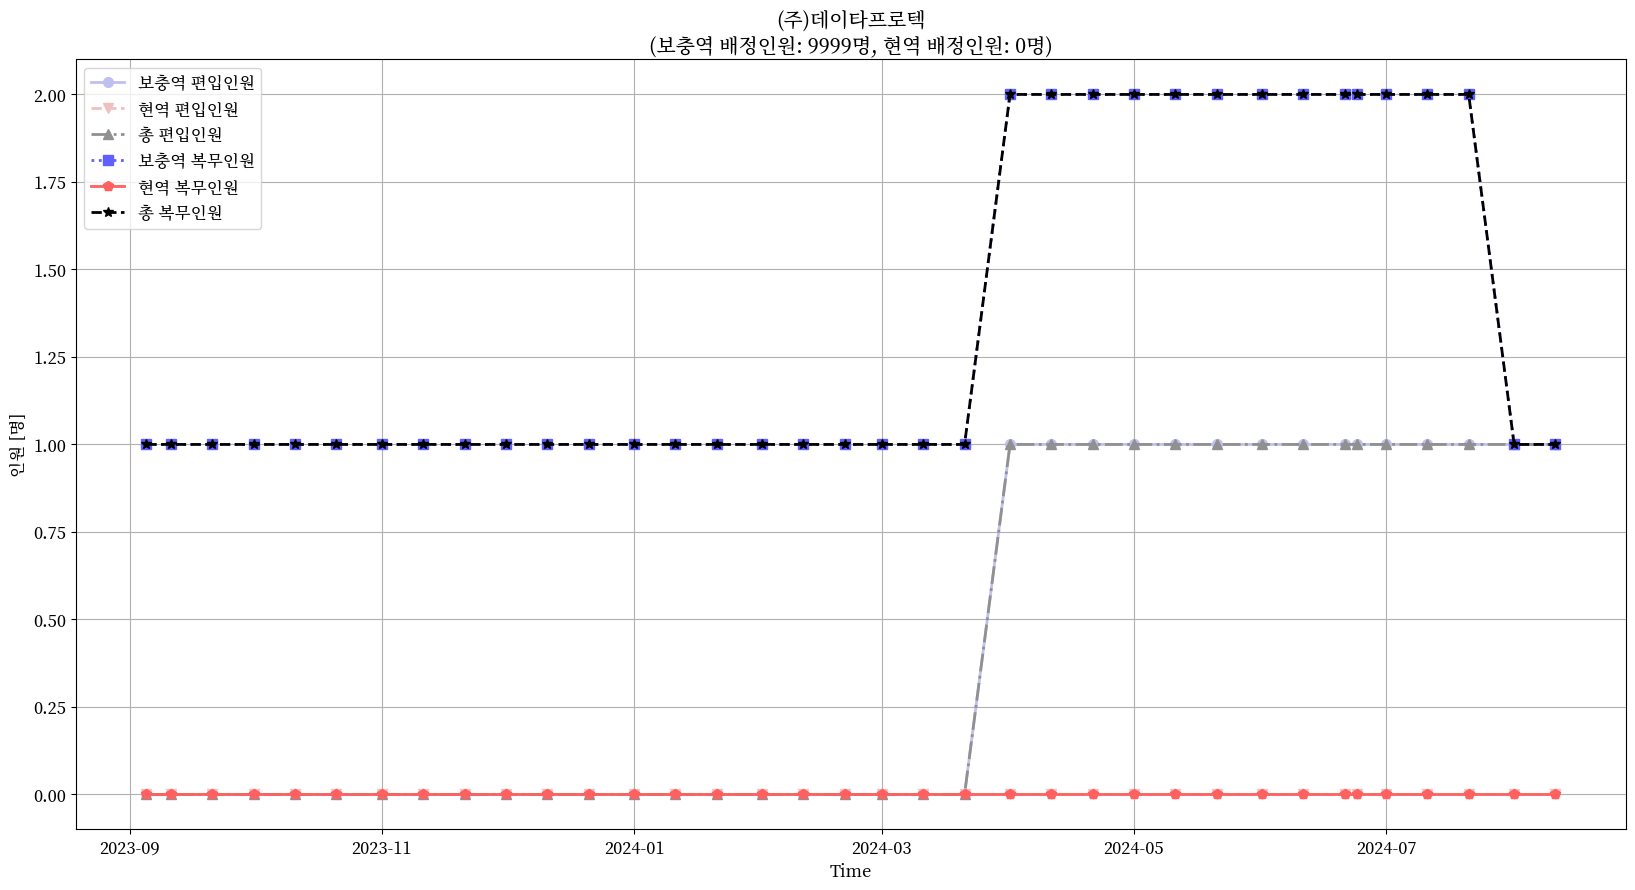 (주)데이타프로텍
(보충역 배정인원: 9999명, 현역 배정인원: 0명)
보충역 편입인원
현역 편입인원
총 편입인원
보충역 복무인원
현역 복무인원
총 복무인원
2.00
1.75
1.50
1.25
1.00
0.75
0.50
0.25
0.00
인원 [명]
2023-09
2023-11
2024-01
2024-03
2024-05
2024-07
Time